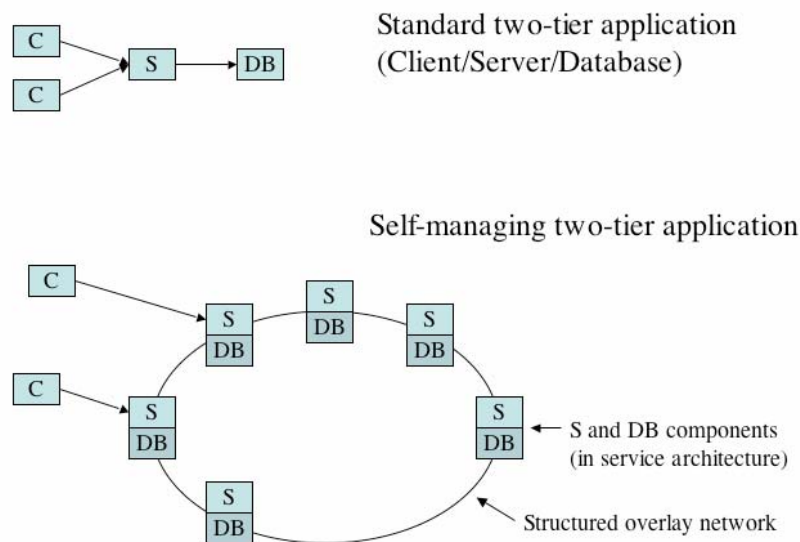 Standard two-tier application
(Client/Server/Database)
C
S
DB
C
Self-managing two-tier application
C
S
DB
S
DB
S
DB
C
S
DB
S
DB
S and DB components
(in service architecture)
S
DB
Structured overlay network